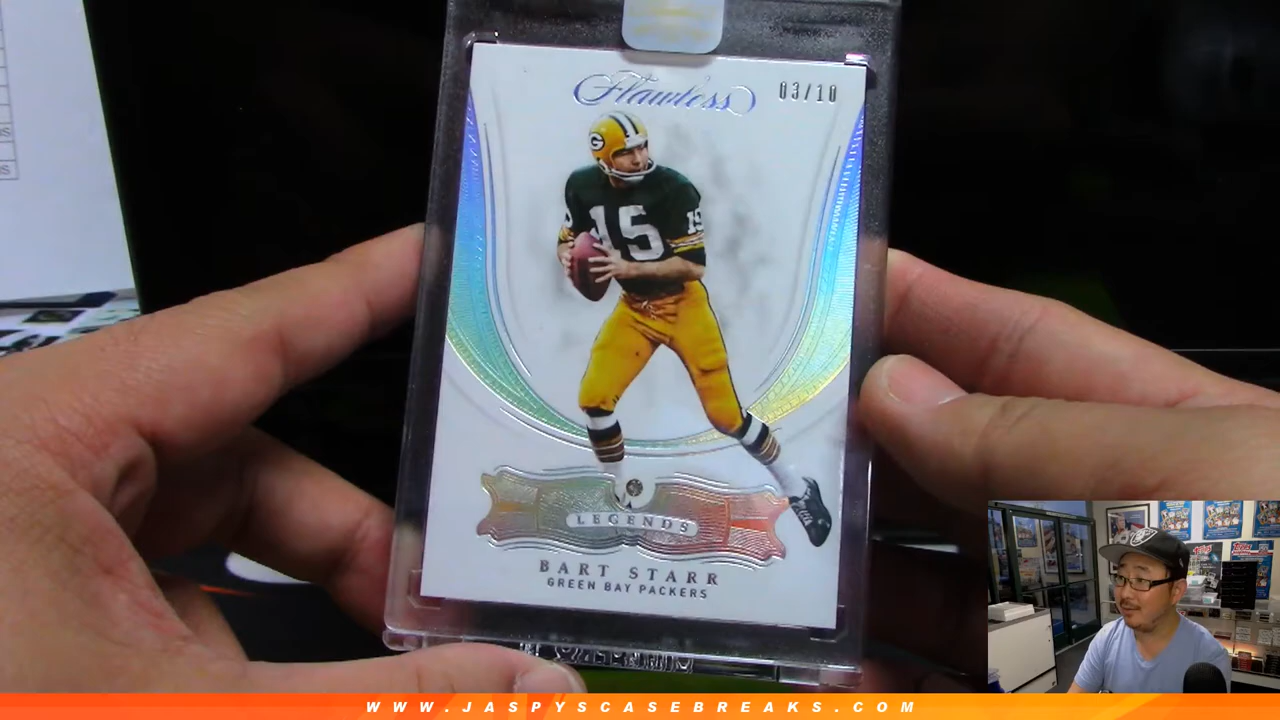 Flawless
03/10
G
15
15
LEGENDS
BART STARR
GREEN BAY PACKERS
WWW.JASPYSCASEBREAKS.COM